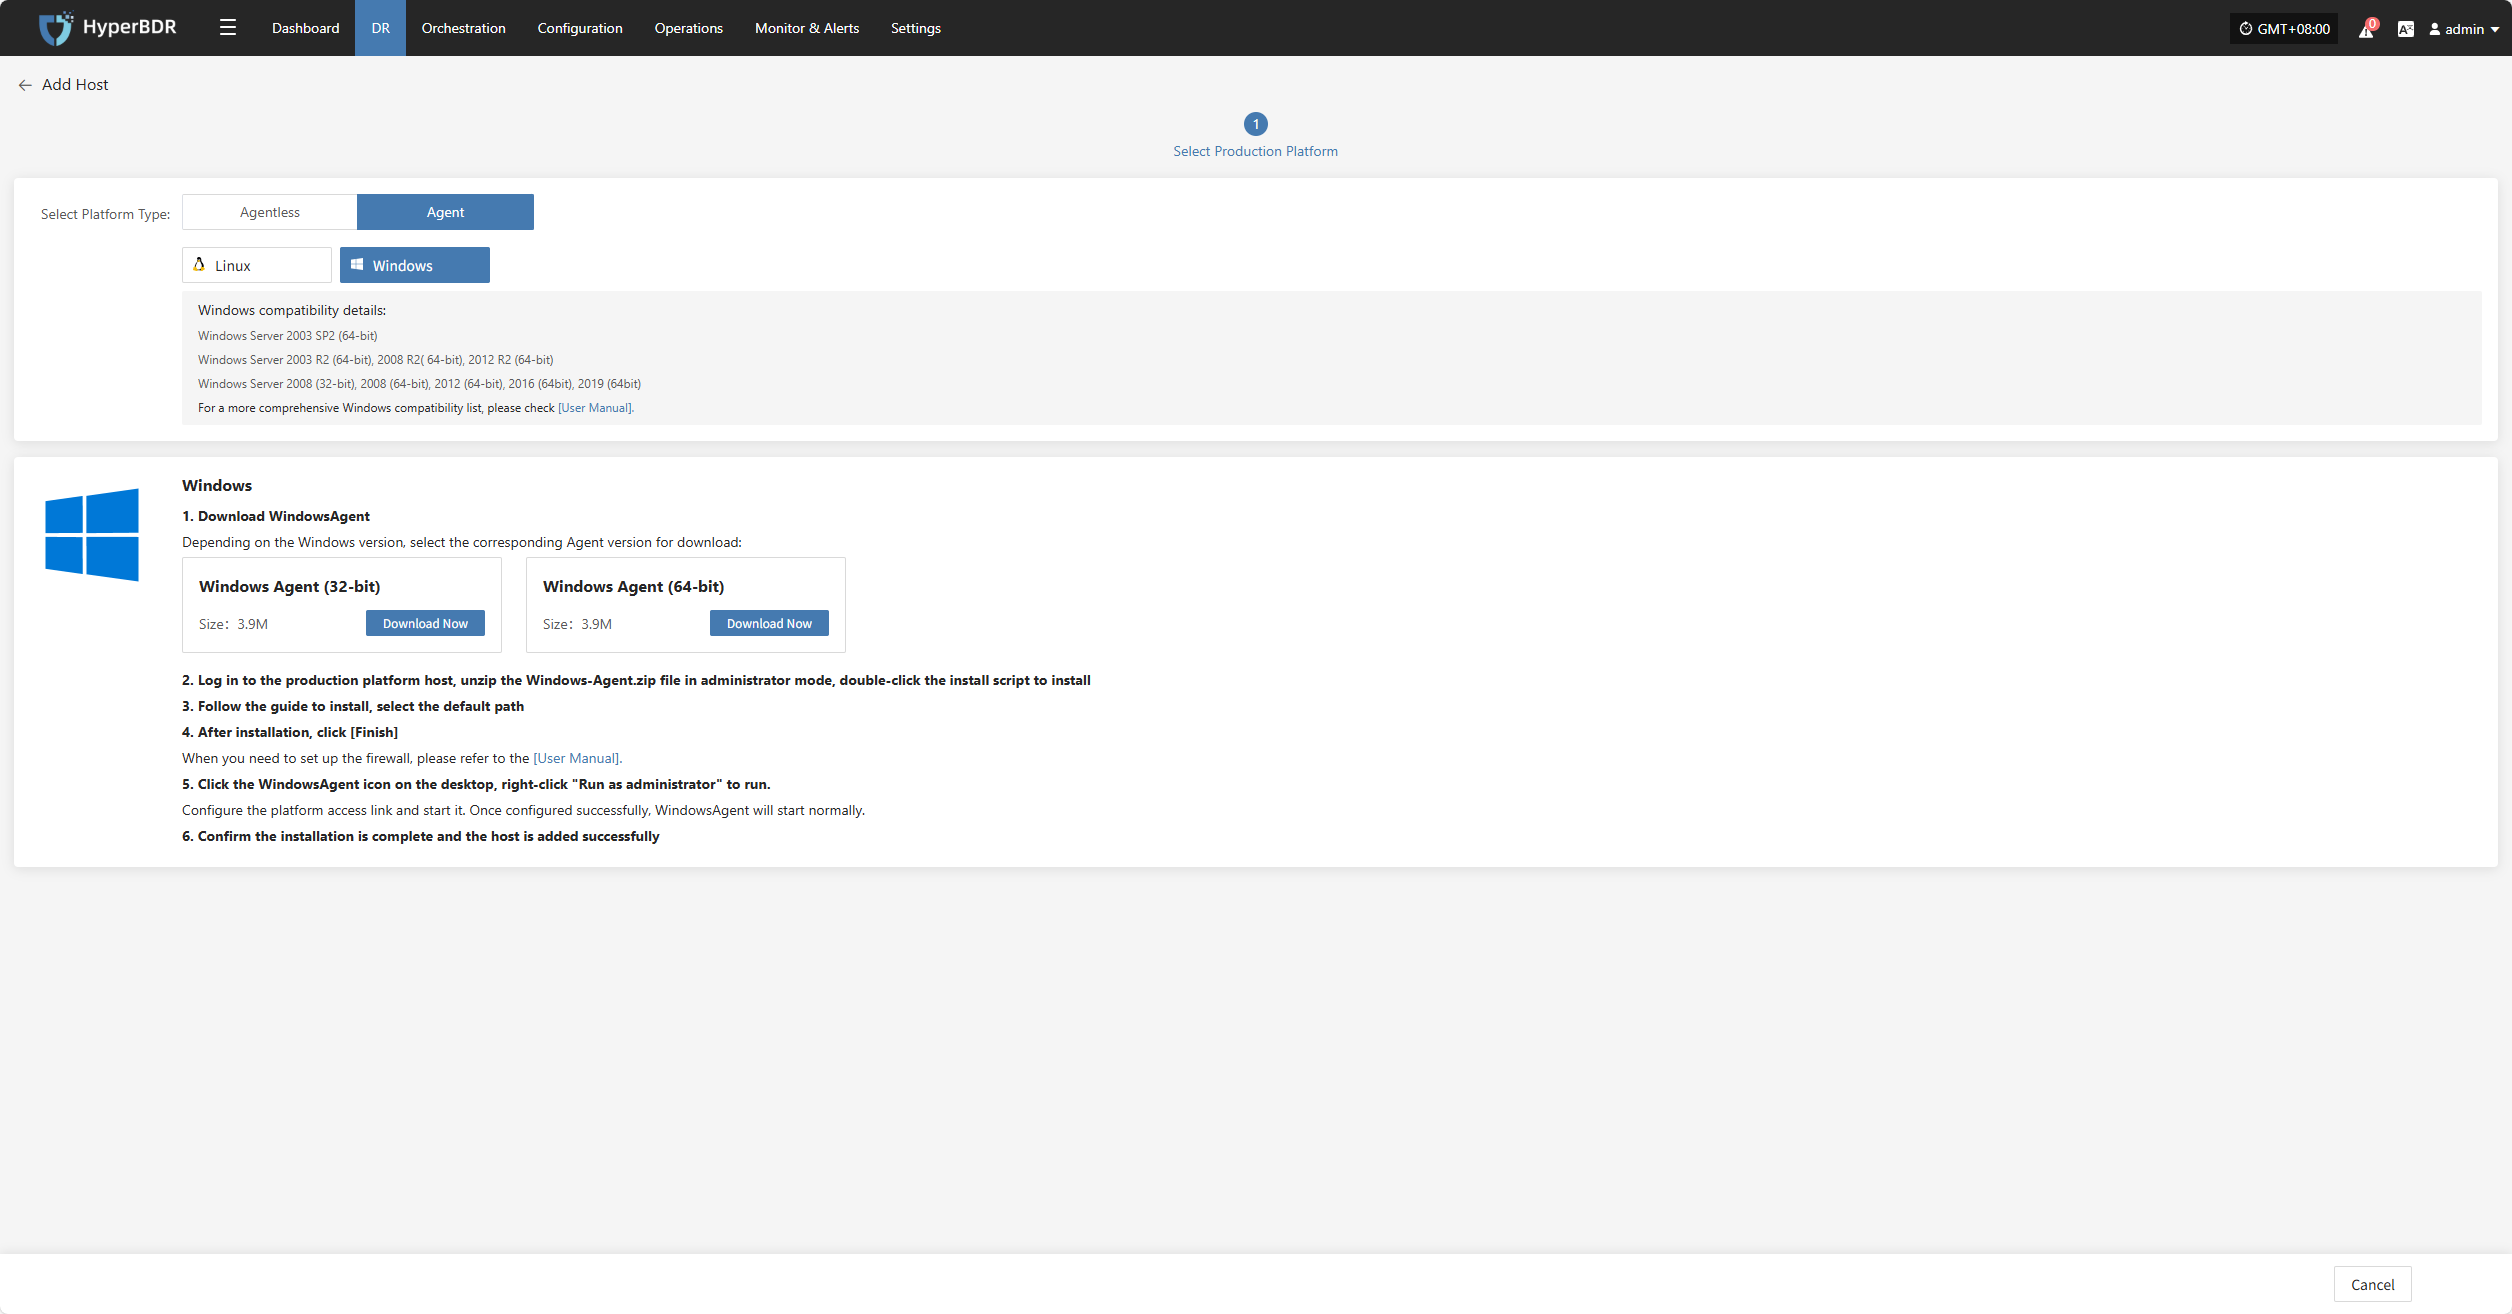 HyperBDR
Dashboard
DR
Orchestration
Configuration
Operations
Monitor & Alerts
Settings
GMT+08:00
0
admin
Add Host
1
Select Production Platform
Select Platform Type:
Agentless
Agent
Linux
Windows
Windows compatibility details:
Windows Server 2003 SP2 (64-bit)
Windows Server 2003 R2 (64-bit), 2008 R2( 64-bit), 2012 R2 (64-bit)
Windows Server 2008 (32-bit), 2008 (64-bit), 2012 (64-bit), 2016 (64bit), 2019 (64bit)
For a more comprehensive Windows compatibility list, please check [User Manual].
Windows
1. Download WindowsAgent
Depending on the Windows version, select the corresponding Agent version for download:
Windows Agent (32-bit)
Size: 3.9M
Download Now
Windows Agent (64-bit)
Size: 3.9M
Download Now
2. Log in to the production platform host, unzip the Windows-Agent.zip file in administrator mode, double-click the install script to install
3. Follow the guide to install, select the default path
4. After installation, click [Finish]
When you need to set up the firewall, please refer to the [User Manual].
5. Click the WindowsAgent icon on the desktop, right-click "Run as administrator" to run.
Configure the platform access link and start it. Once configured successfully, WindowsAgent will start normally.
6. Confirm the installation is complete and the host is added successfully
Cancel